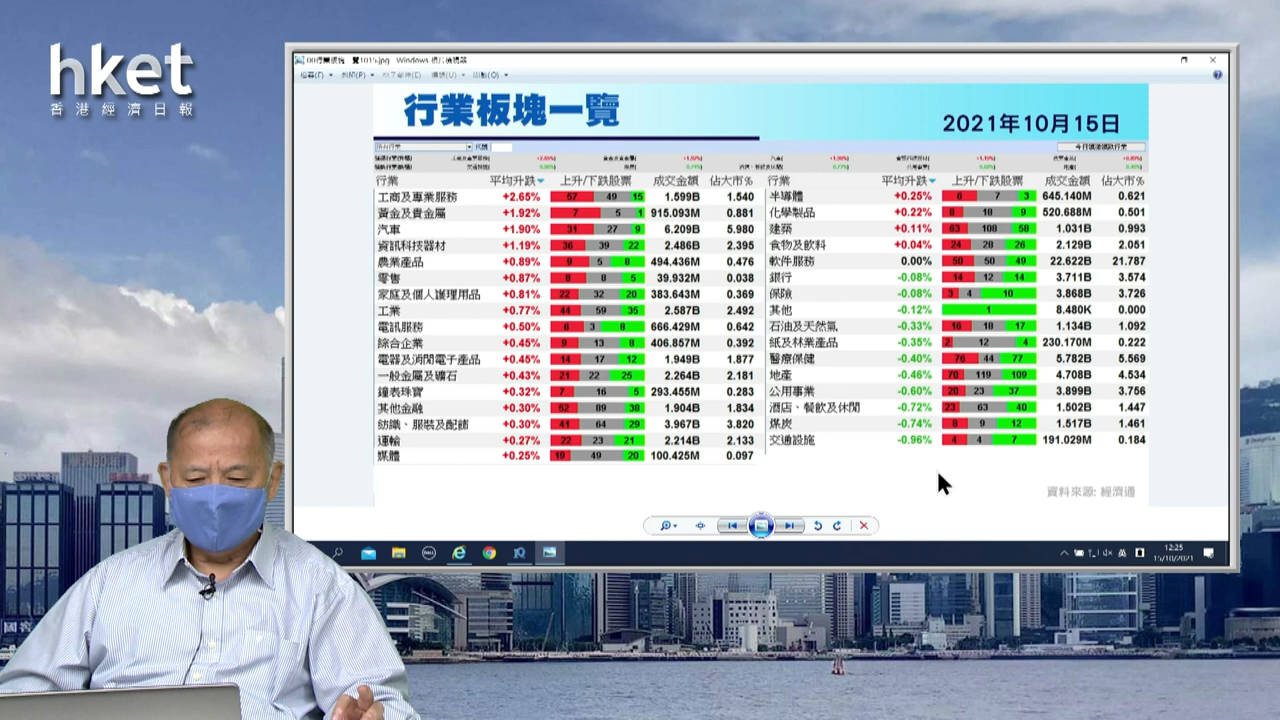 hket
香港經濟日報
行業板塊一覽
2021年10月15日
行業 平均升跌 上升/下跌股票 成交金額 佔大市%
工商及專業服務 +2.65% 57 49 15 1.599B 1.540
黃金及貴金屬 +1.92% 7 5 1 915.093M 0.881
汽車 +1.90% 31 27 9 6.209B 5.980
資訊科技器材 +1.19% 36 39 22 2.486B 2.395
農業產品 +0.89% 9 5 8 494.436M 0.476
零售 +0.87% 8 8 5 39.932M 0.038
家庭及個人護理用品 +0.81% 22 32 20 383.643M 0.369
工業 +0.77% 44 59 35 2.587B 2.492
電訊服務 +0.50% 6 3 8 666.429M 0.642
綜合企業 +0.45% 9 13 8 406.857M 0.392
電器及消閒電子產品 +0.45% 14 17 12 1.949B 1.877
一般金屬及礦石 +0.43% 21 22 25 2.264B 2.181
鐘表珠寶 +0.32% 7 16 5 293.455M 0.283
其他金融 +0.30% 52 89 38 1.904B 1.834
紡織、服裝及配飾 +0.30% 41 64 29 3.967B 3.820
運輸 +0.27% 22 23 21 2.214B 2.133
媒體 +0.25% 19 49 20 100.425M 0.097
行業 平均升跌 上升/下跌股票 成交金額 佔大市%
半導體 +0.25% 6 7 3 645.140M 0.621
化學製品 +0.22% 8 18 9 520.688M 0.501
建築 +0.11% 63 108 58 1.031B 0.993
食物及飲料 +0.04% 24 28 26 2.129B 2.051
軟件服務 0.00% 50 50 49 22.622B 21.787
銀行 -0.08% 14 12 14 3.711B 3.574
保險 -0.08% 3 4 10 3.868B 3.726
其他 -0.12% 1 8.480K 0.000
石油及天然氣 -0.33% 16 18 17 1.134B 1.092
紙及林業產品 -0.35% 2 12 4 230.170M 0.222
醫療保健 -0.40% 76 44 77 5.782B 5.569
地產 -0.46% 70 119 109 4.708B 4.534
公用事業 -0.60% 20 23 37 3.899B 3.756
酒店、餐飲及休閒 -0.72% 23 63 40 1.502B 1.447
煤炭 -0.74% 8 9 12 1.517B 1.461
交通設施 -0.96% 4 4 7 191.029M 0.184
資料來源: 經濟通
12:25
15/10/2021